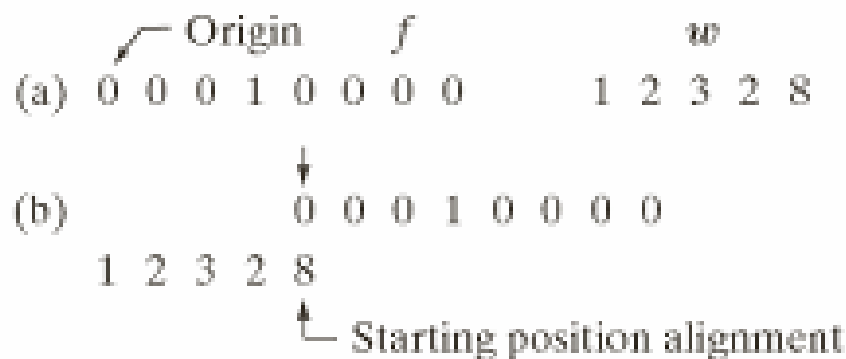 Origin f w
(a) 0 0 0 1 0 0 0 0 1 2 3 2 8
(b) 0 0 0 1 0 0 0 0
1 2 3 2 8
Starting position alignment